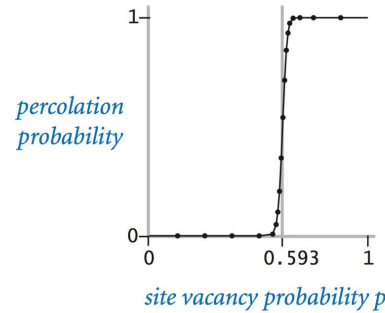 1
percolation
probability
0
0 0.593 1
site vacancy probability p